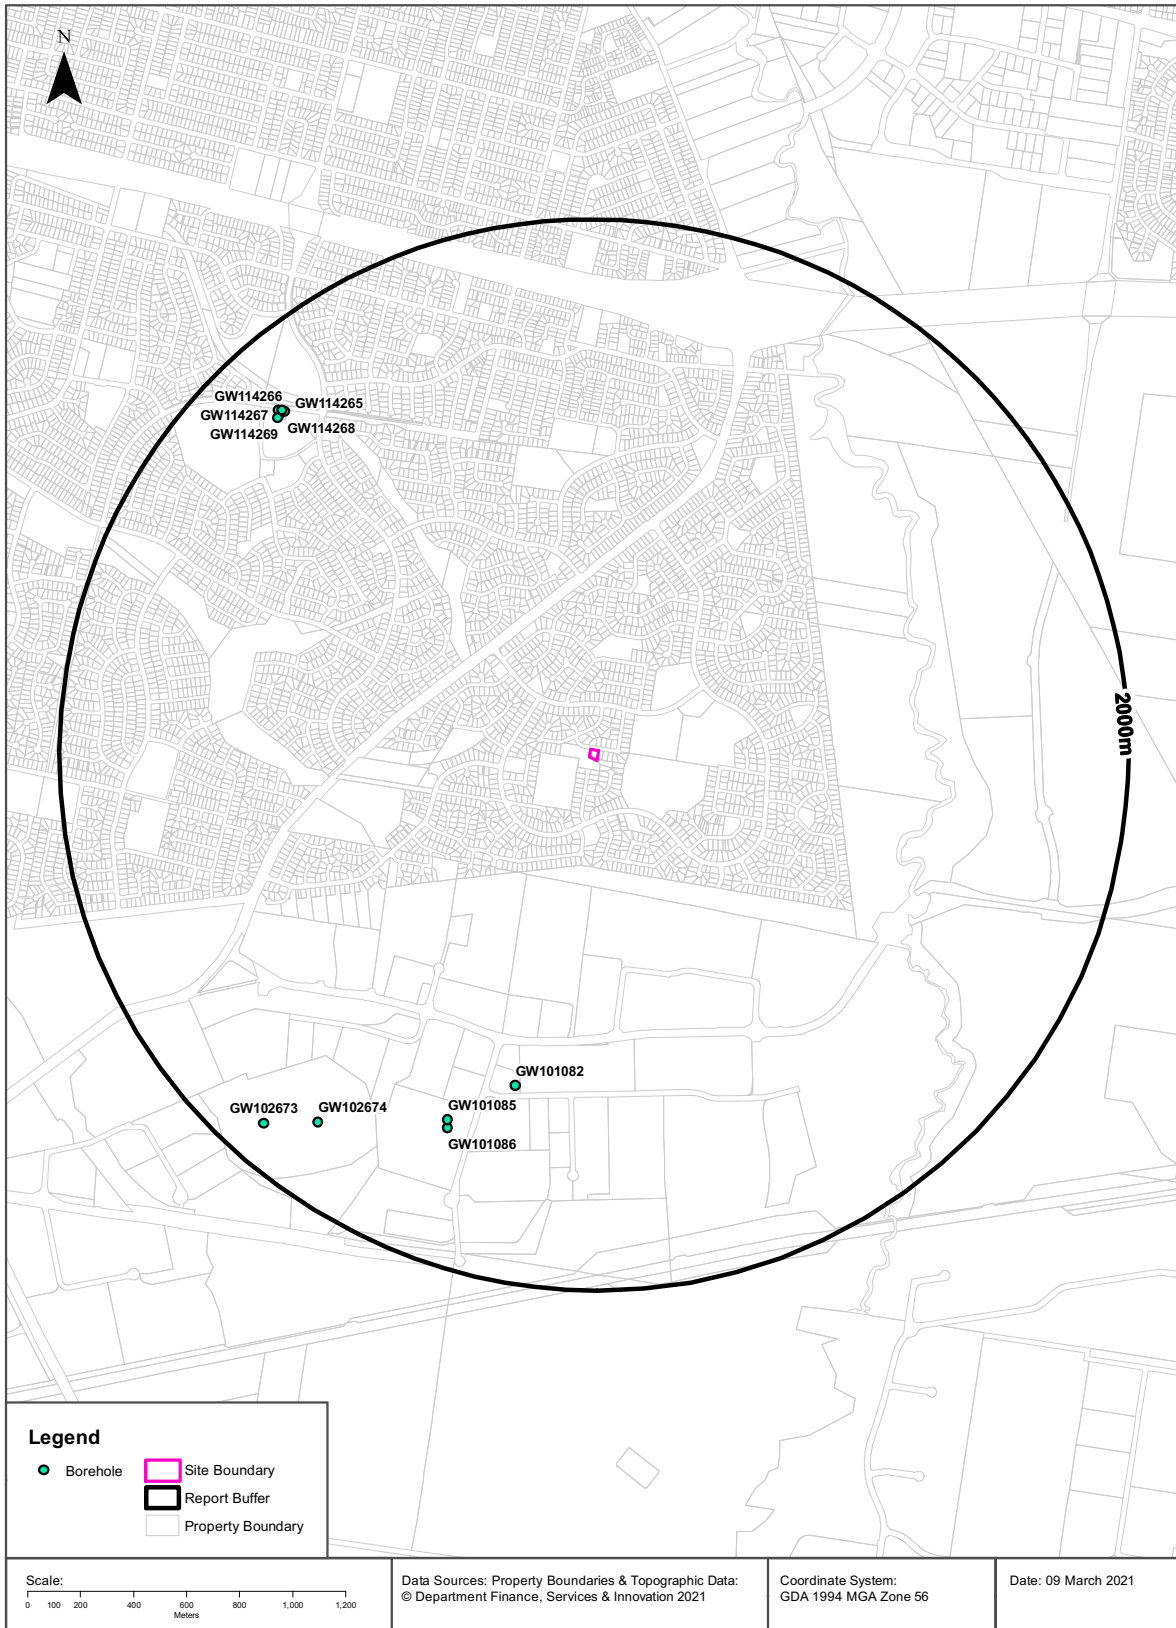 N
GW114266
GW114265
GW114267
GW114268
GW114269
2000m
GW101082
GW102673
GW102674
GW101085
GW101086
Legend
Borehole
Site Boundary
Report Buffer
Property Boundary
Scale:
0 100 200 400 600 800 1,000 1,200
Meters
Data Sources: Property Boundaries & Topographic Data:
© Department Finance, Services & Innovation 2021
Coordinate System:
GDA 1994 MGA Zone 56
Date: 09 March 2021